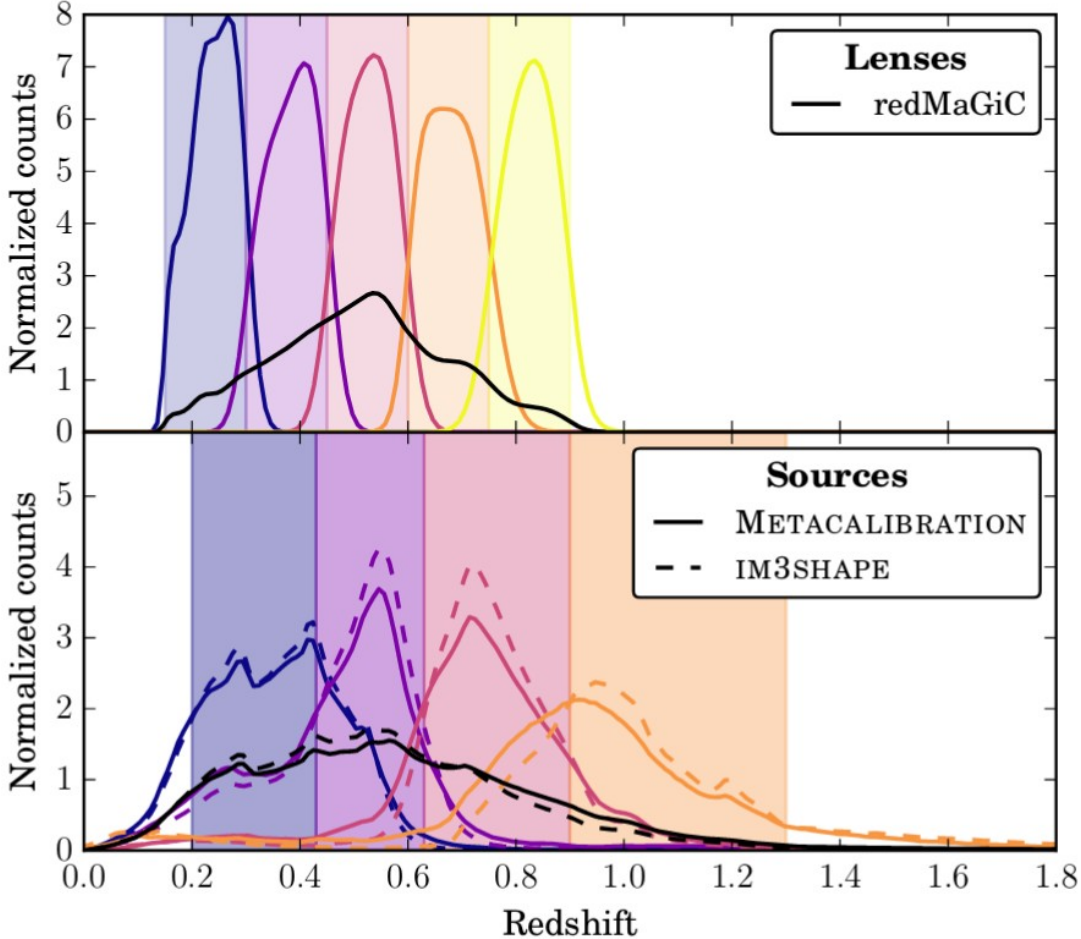 8
7
6
5
4
3
2
1
0
Normalized counts
Lenses
redMaGiC
5
4
3
2
1
0
Normalized counts
Sources
METACALIBRATION
IM3SHAPE
0.0 0.2 0.4 0.6 0.8 1.0 1.2 1.4 1.6 1.8
Redshift